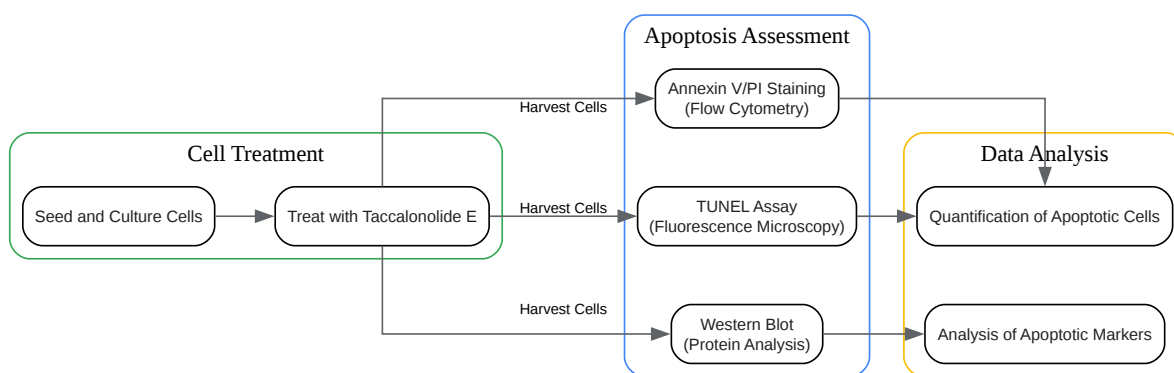 Cell Treatment
Seed and Culture Cells
Treat with Taccalonolide E
Harvest Cells
Harvest Cells
Harvest Cells
Apoptosis Assessment
Annexin V/PI Staining
(Flow Cytometry)
TUNEL Assay
(Fluorescence Microscopy)
Western Blot
(Protein Analysis)
Data Analysis
Quantification of Apoptotic Cells
Analysis of Apoptotic Markers